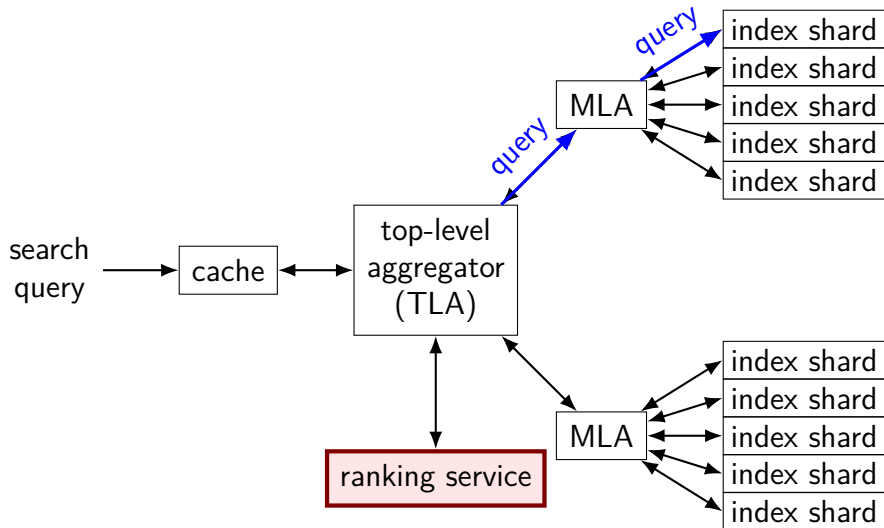 search
query
cache
top-level
aggregator
(TLA)
ranking service
query
query
MLA
index shard
index shard
index shard
index shard
index shard
MLA
index shard
index shard
index shard
index shard
index shard